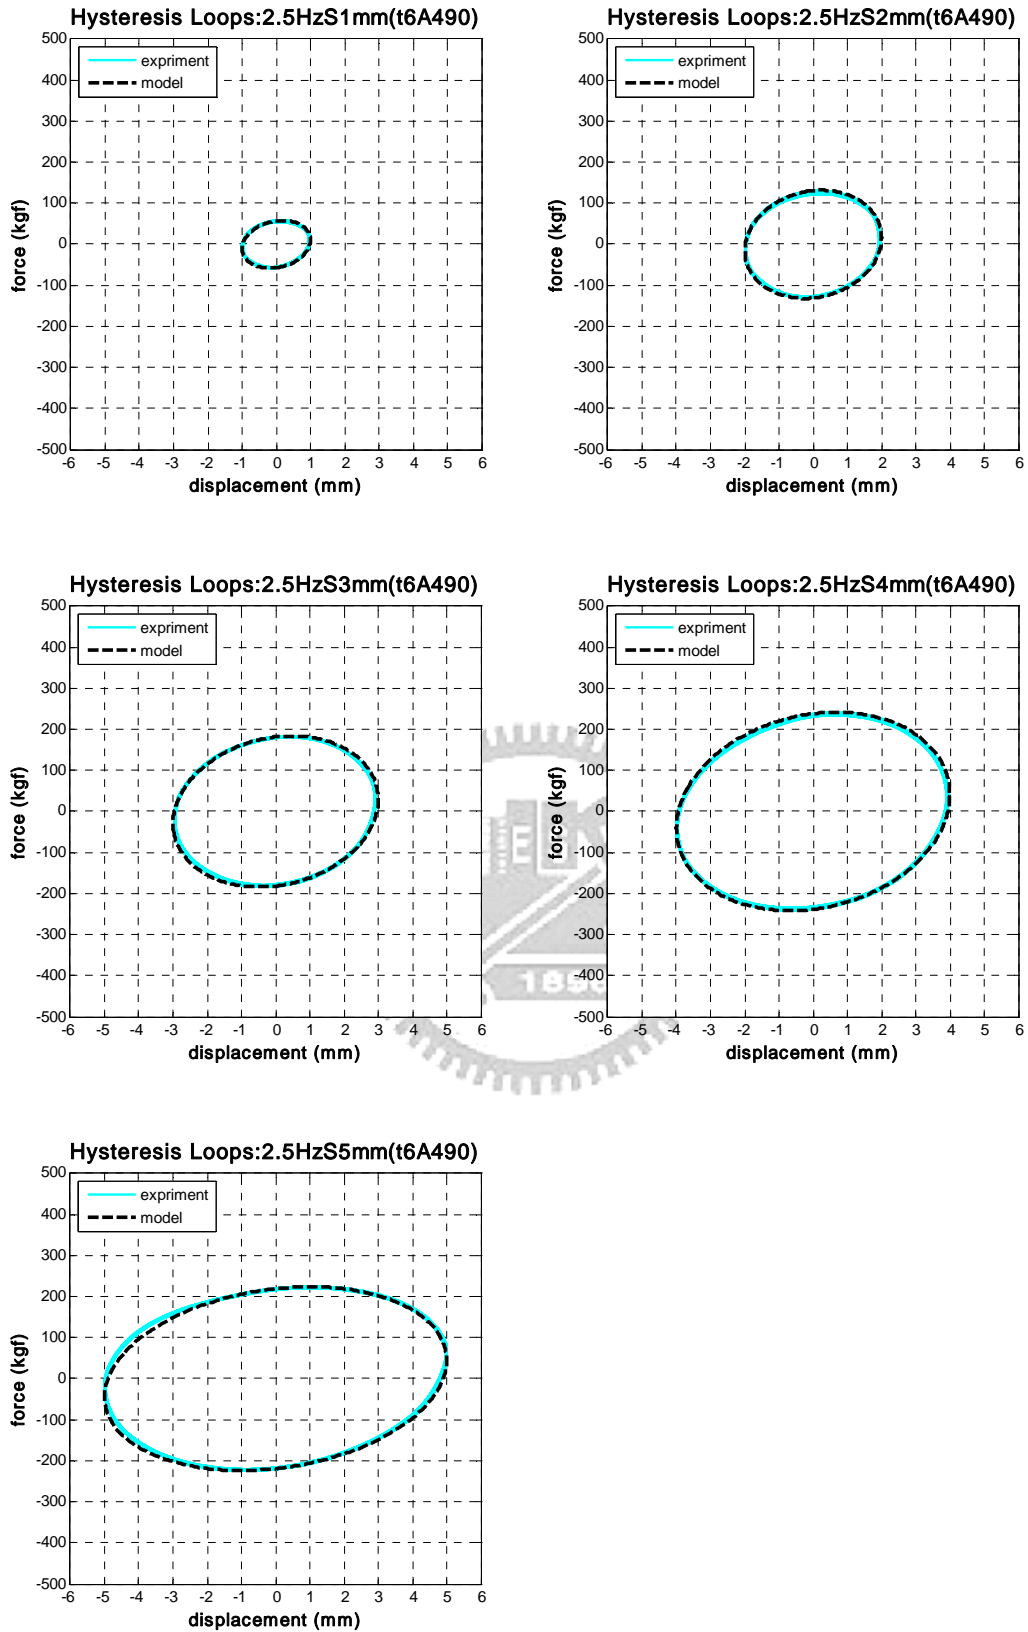 Hysteresis Loops:2.5HzS1mm(t6A490)
expriment
model
500
400
300
200
100
0
-100
-200
-300
-400
-500
force (kgf)
-6 -5 -4 -3 -2 -1 0 1 2 3 4 5 6
displacement (mm)
Hysteresis Loops:2.5HzS2mm(t6A490)
expriment
model
500
400
300
200
100
0
-100
-200
-300
-400
-500
force (kgf)
-6 -5 -4 -3 -2 -1 0 1 2 3 4 5 6
displacement (mm)
Hysteresis Loops:2.5HzS3mm(t6A490)
expriment
model
500
400
300
200
100
0
-100
-200
-300
-400
-500
force (kgf)
-6 -5 -4 -3 -2 -1 0 1 2 3 4 5 6
displacement (mm)
Hysteresis Loops:2.5HzS4mm(t6A490)
expriment
model
500
400
300
200
100
0
-100
-200
-300
-400
-500
force (kgf)
-6 -5 -4 -3 -2 -1 0 1 2 3 4 5 6
displacement (mm)
Hysteresis Loops:2.5HzS5mm(t6A490)
expriment
model
500
400
300
200
100
0
-100
-200
-300
-400
-500
force (kgf)
-6 -5 -4 -3 -2 -1 0 1 2 3 4 5 6
displacement (mm)